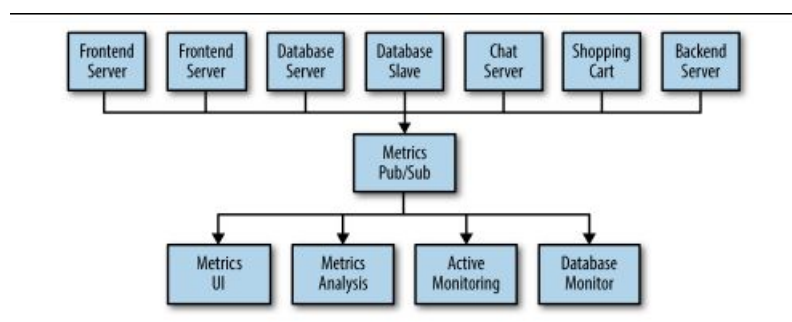 Frontend
Server
Frontend
Server
Database
Server
Database
Slave
Chat
Server
Shopping
Cart
Backend
Server
Metrics
Pub/Sub
Metrics
UI
Metrics
Analysis
Active
Monitoring
Database
Monitor